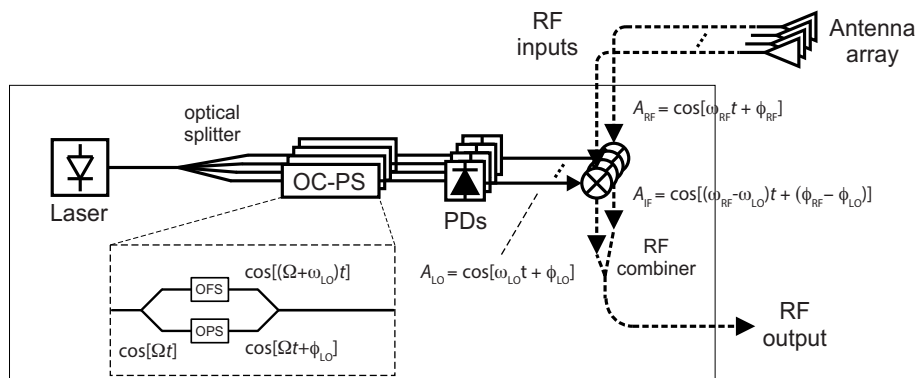 RF
inputs
Antenna
array
optical
splitter
A_RF = cos[ω_RF t + ϕ_RF]
OC-PS
Laser
PDs
A_IF = cos[(ω_RF-ω_LO)t + (ϕ_RF – ϕ_LO)]
RF
combiner
A_LO = cos[ω_LO t + ϕ_LO]
cos[(Ω+ω_LO)t]
OFS
OPS
cos[Ωt]
cos[Ωt+ϕ_LO]
RF
output